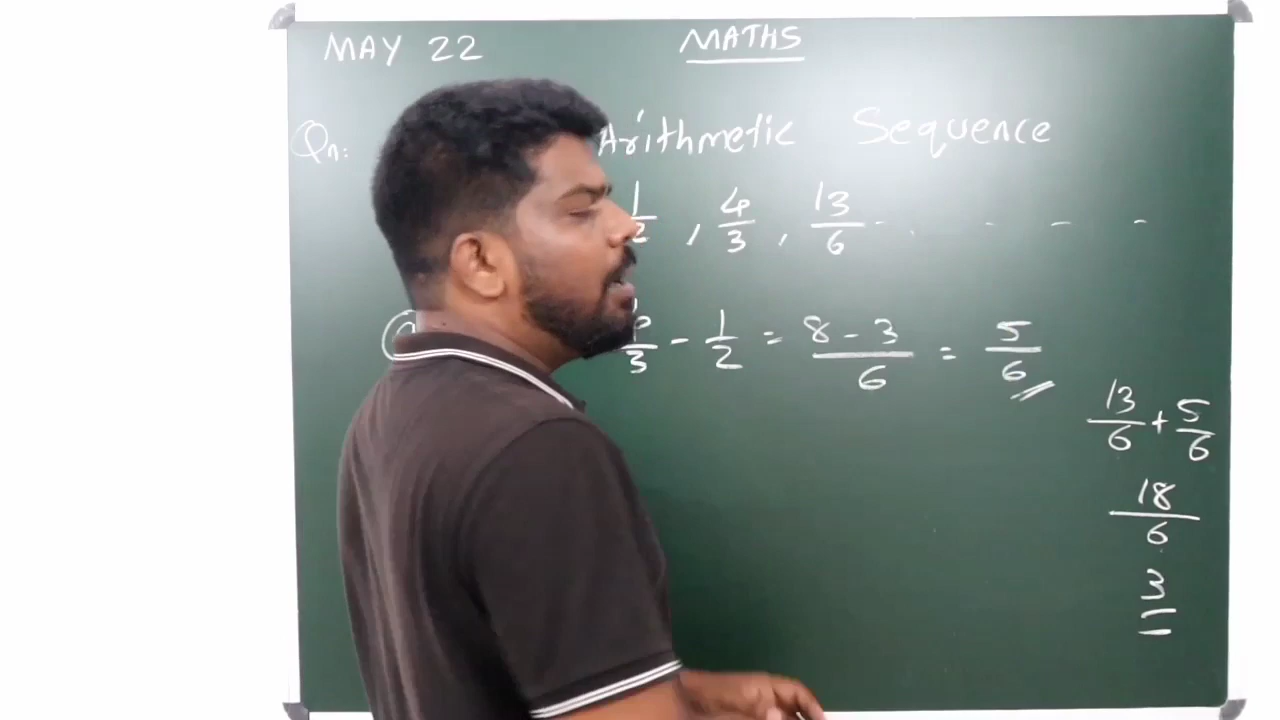 MAY 22 MATHS
Qn: Arithmetic Sequence
1/2, 4/3, 13/6 - . - - -
/3 - 1/2 = 8-3/6 = 5/6
13/6 + 5/6
18/6
3